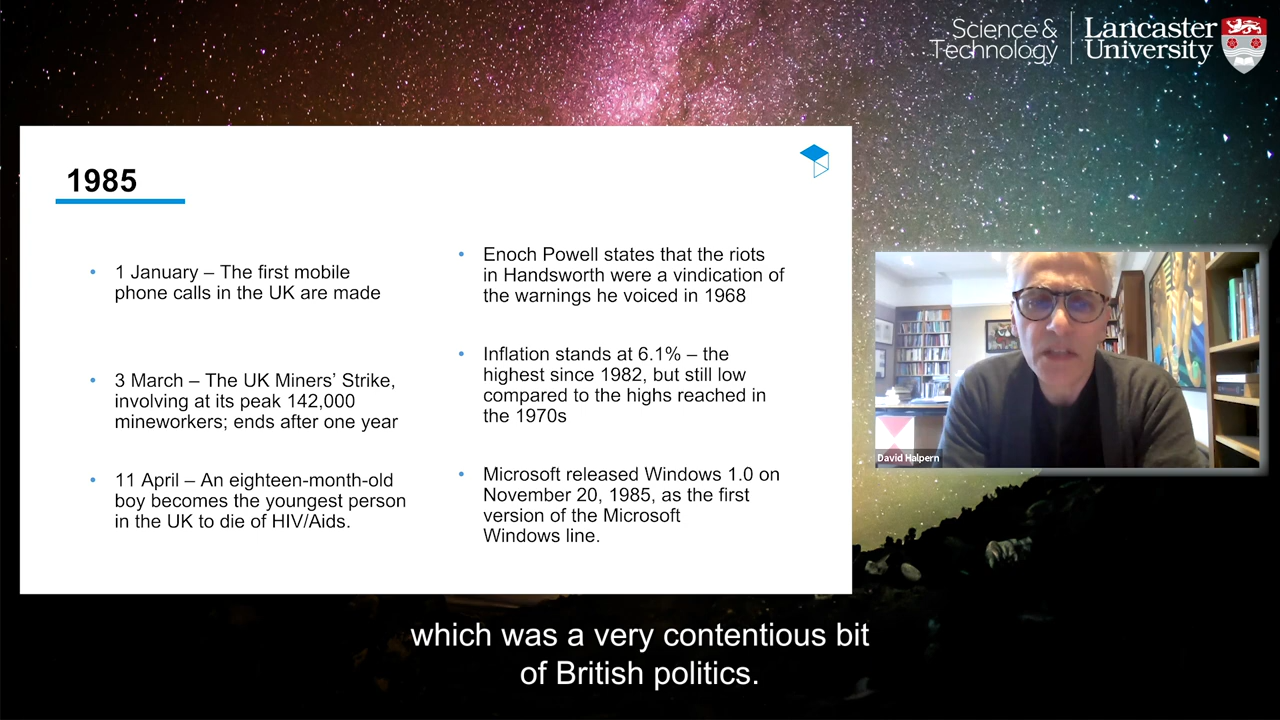 Science &
Technology
Lancaster
University
1985
1 January – The first mobile
phone calls in the UK are made
3 March – The UK Miners’ Strike,
involving at its peak 142,000
mineworkers; ends after one year
11 April – An eighteen-month-old
boy becomes the youngest person
in the UK to die of HIV/Aids.
Enoch Powell states that the riots
in Handsworth were a vindication of
the warnings he voiced in 1968
Inflation stands at 6.1% – the
highest since 1982, but still low
compared to the highs reached in
the 1970s
Microsoft released Windows 1.0 on
November 20, 1985, as the first
version of the Microsoft
Windows line.
David Halpern
which was a very contentious bit
of British politics.